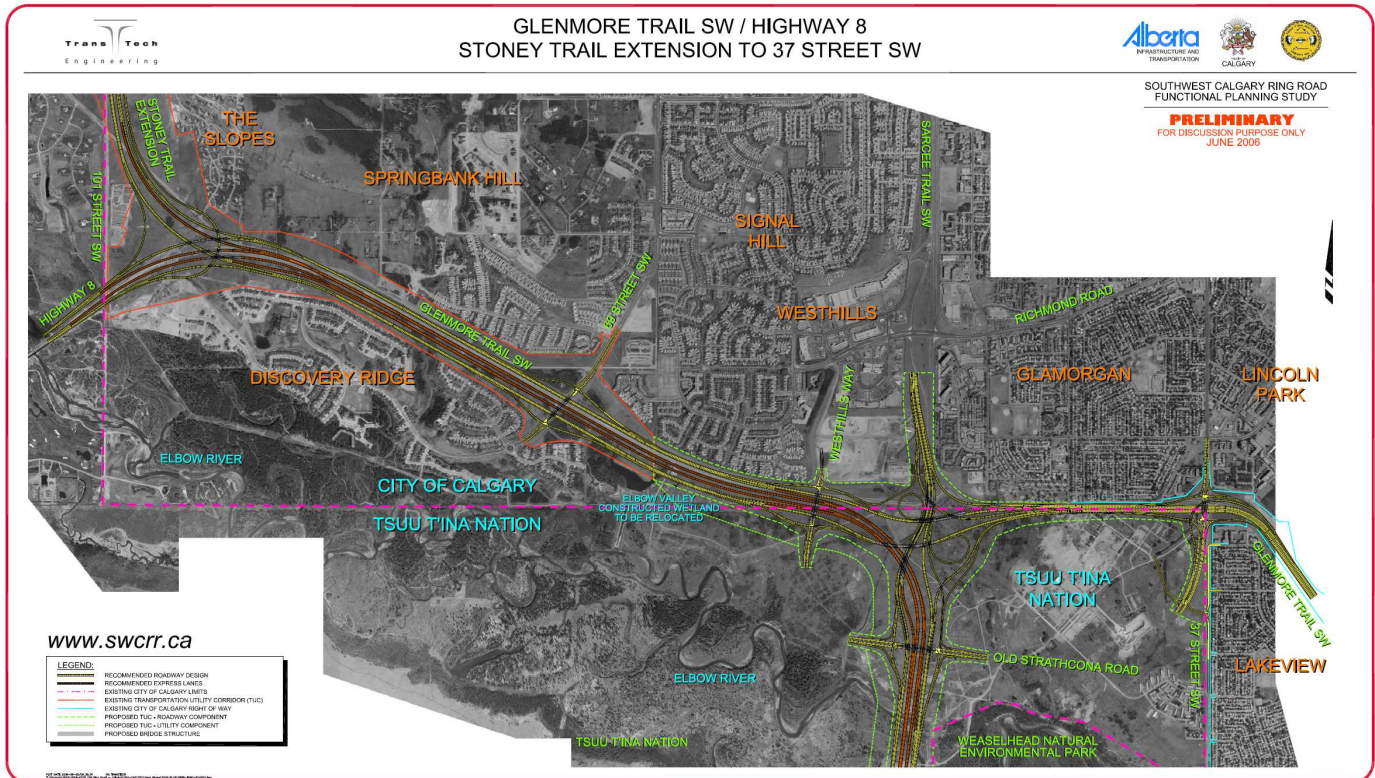 Trans Tech
Engineering
GLENMORE TRAIL SW / HIGHWAY 8
STONEY TRAIL EXTENSION TO 37 STREET SW
Alberta
INFRASTRUCTURE AND
TRANSPORTATION
CALGARY
SOUTHWEST CALGARY RING ROAD
FUNCTIONAL PLANNING STUDY
PRELIMINARY
FOR DISCUSSION PURPOSE ONLY
JUNE 2006
STONEY TRAIL
EXTENSION
THE
SLOPES
SPRINGBANK HILL
SARCEE TRAIL SW
101 STREET SW
SIGNAL
HILL
HIGHWAY 8
GLENMORE TRAIL SW
69 STREET SW
WESTHILLS
RICHMOND ROAD
DISCOVERY RIDGE
WESTHILLS WAY
GLAMORGAN
LINCOLN
PARK
ELBOW RIVER
CITY OF CALGARY
TSUU T'INA NATION
ELBOW VALLEY
CONSTRUCTED WETLAND
TO BE RELOCATED
TSUU T'INA
NATION
GLENMORE TRAIL SW
37 STREET SW
OLD STRATHCONA ROAD
LAKEVIEW
ELBOW RIVER
TSUU T'INA NATION
WEASELHEAD NATURAL
ENVIRONMENTAL PARK
www.swcrr.ca
LEGEND:
RECOMMENDED ROADWAY DESIGN
RECOMMENDED EXPRESS LANES
EXISTING CITY OF CALGARY LIMITS
EXISTING TRANSPORTATION UTILITY CORRIDOR (TUC)
EXISTING CITY OF CALGARY RIGHT OF WAY
PROPOSED TUC - ROADWAY COMPONENT
PROPOSED TUC - UTILITY COMPONENT
PROPOSED BRIDGE STRUCTURE